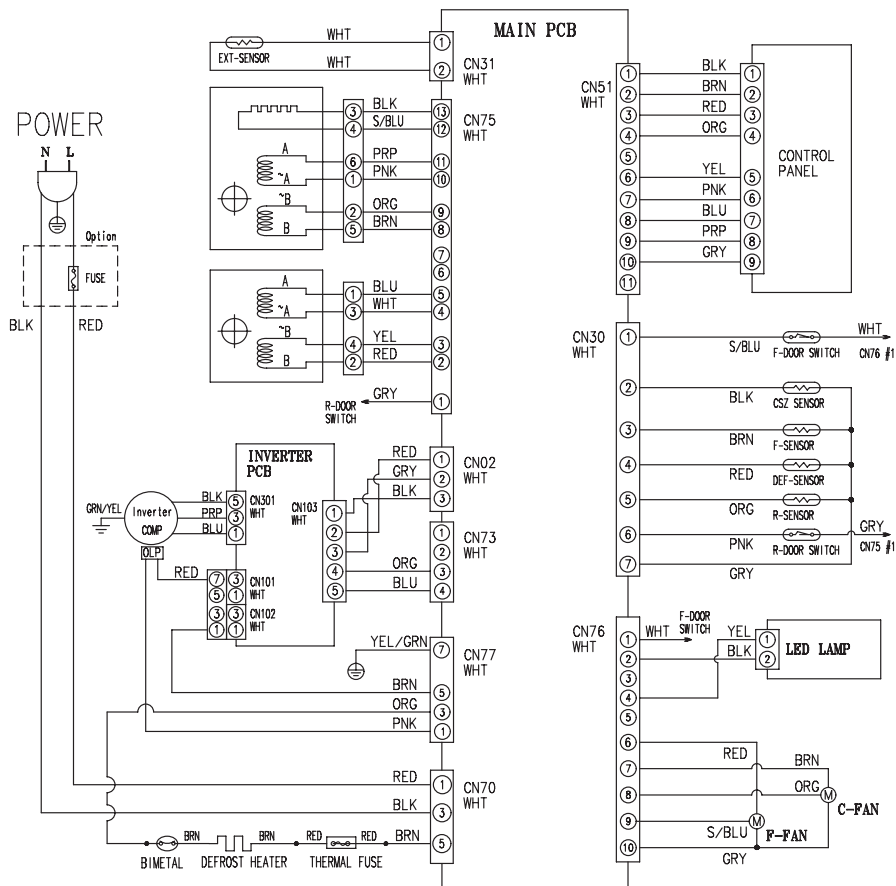 MAIN PCB
POWER
N L
Option
FUSE
BLK RED
EXT-SENSOR
WHT
WHT
1
2
CN31
WHT
3 BLK 13
4 S/BLU 12
CN75
WHT
A
~A
~B
B
6 PRP 11
1 PNK 10
2 ORG 9
5 BRN 8
7
6
A
~A
~B
B
1 BLU 5
3 WHT 4
4 YEL 3
2 RED 2
R-DOOR
SWITCH
GRY 1
INVERTER
PCB
GRN/YEL
Inverter
COMP
OLP
BLK 5
PRP 3
BLU 1
CN301
WHT
CN103
WHT
1
2
3
4
5
RED 7 3
5 1
CN101
WHT
3 3
1 1
CN102
WHT
RED 1
GRY 2
BLK 3
CN02
WHT
1
2
ORG 3
BLU 4
CN73
WHT
YEL/GRN 7
BRN 5
ORG 3
PNK 1
CN77
WHT
RED 1
BLK 3
BRN 5
CN70
WHT
BRN BRN RED RED
BIMETAL DEFROST HEATER THERMAL FUSE
CN51
WHT
1 BLK 1
2 BRN 2
3 RED 3
4 ORG 4
5
6 YEL 5
7 PNK 6
8 BLU 7
9 PRP 8
10 GRY 9
11
CONTROL
PANEL
CN30
WHT
1 S/BLU F-DOOR SWITCH WHT
CN76 #1
2 BLK CSZ SENSOR
3 BRN F-SENSOR
4 RED DEF-SENSOR
5 ORG R-SENSOR
6 PNK R-DOOR SWITCH GRY
CN75 #1
7 GRY
CN76
WHT
1 WHT
F-DOOR
SWITCH
2
3
4
5
6
7
8
9
10
YEL 1
BLK 2
LED LAMP
RED
BRN
ORG
M
C-FAN
M
S/BLU
F-FAN
GRY